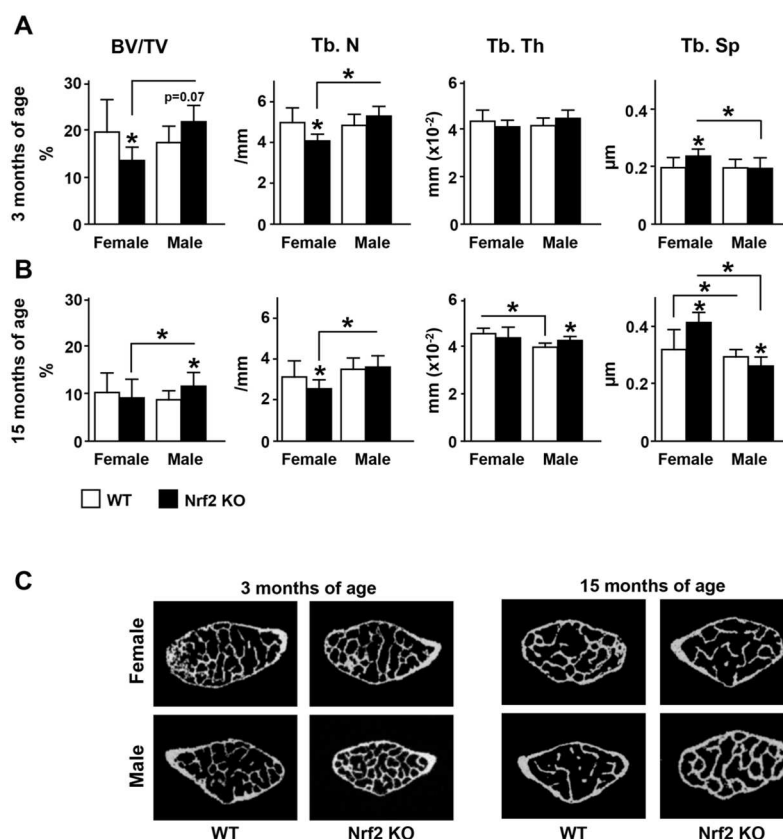 A
BV/TV Tb. N Tb. Th Tb. Sp
3 months of age
30
20
10
0
%
*
p=0.07
Female Male
6
4
2
0
/mm
*
*
Female Male
6
4
2
0
mm (x10-2)
Female Male
0.4
0.2
0
µm
*
*
Female Male
B
15 months of age
30
20
10
0
%
*
*
Female Male
6
4
2
0
/mm
*
*
Female Male
6
4
2
0
mm (x10-2)
*
*
Female Male
0.4
0.2
0
µm
*
*
*
*
Female Male
WT Nrf2 KO
C
3 months of age 15 months of age
Female
Male
WT Nrf2 KO WT Nrf2 KO